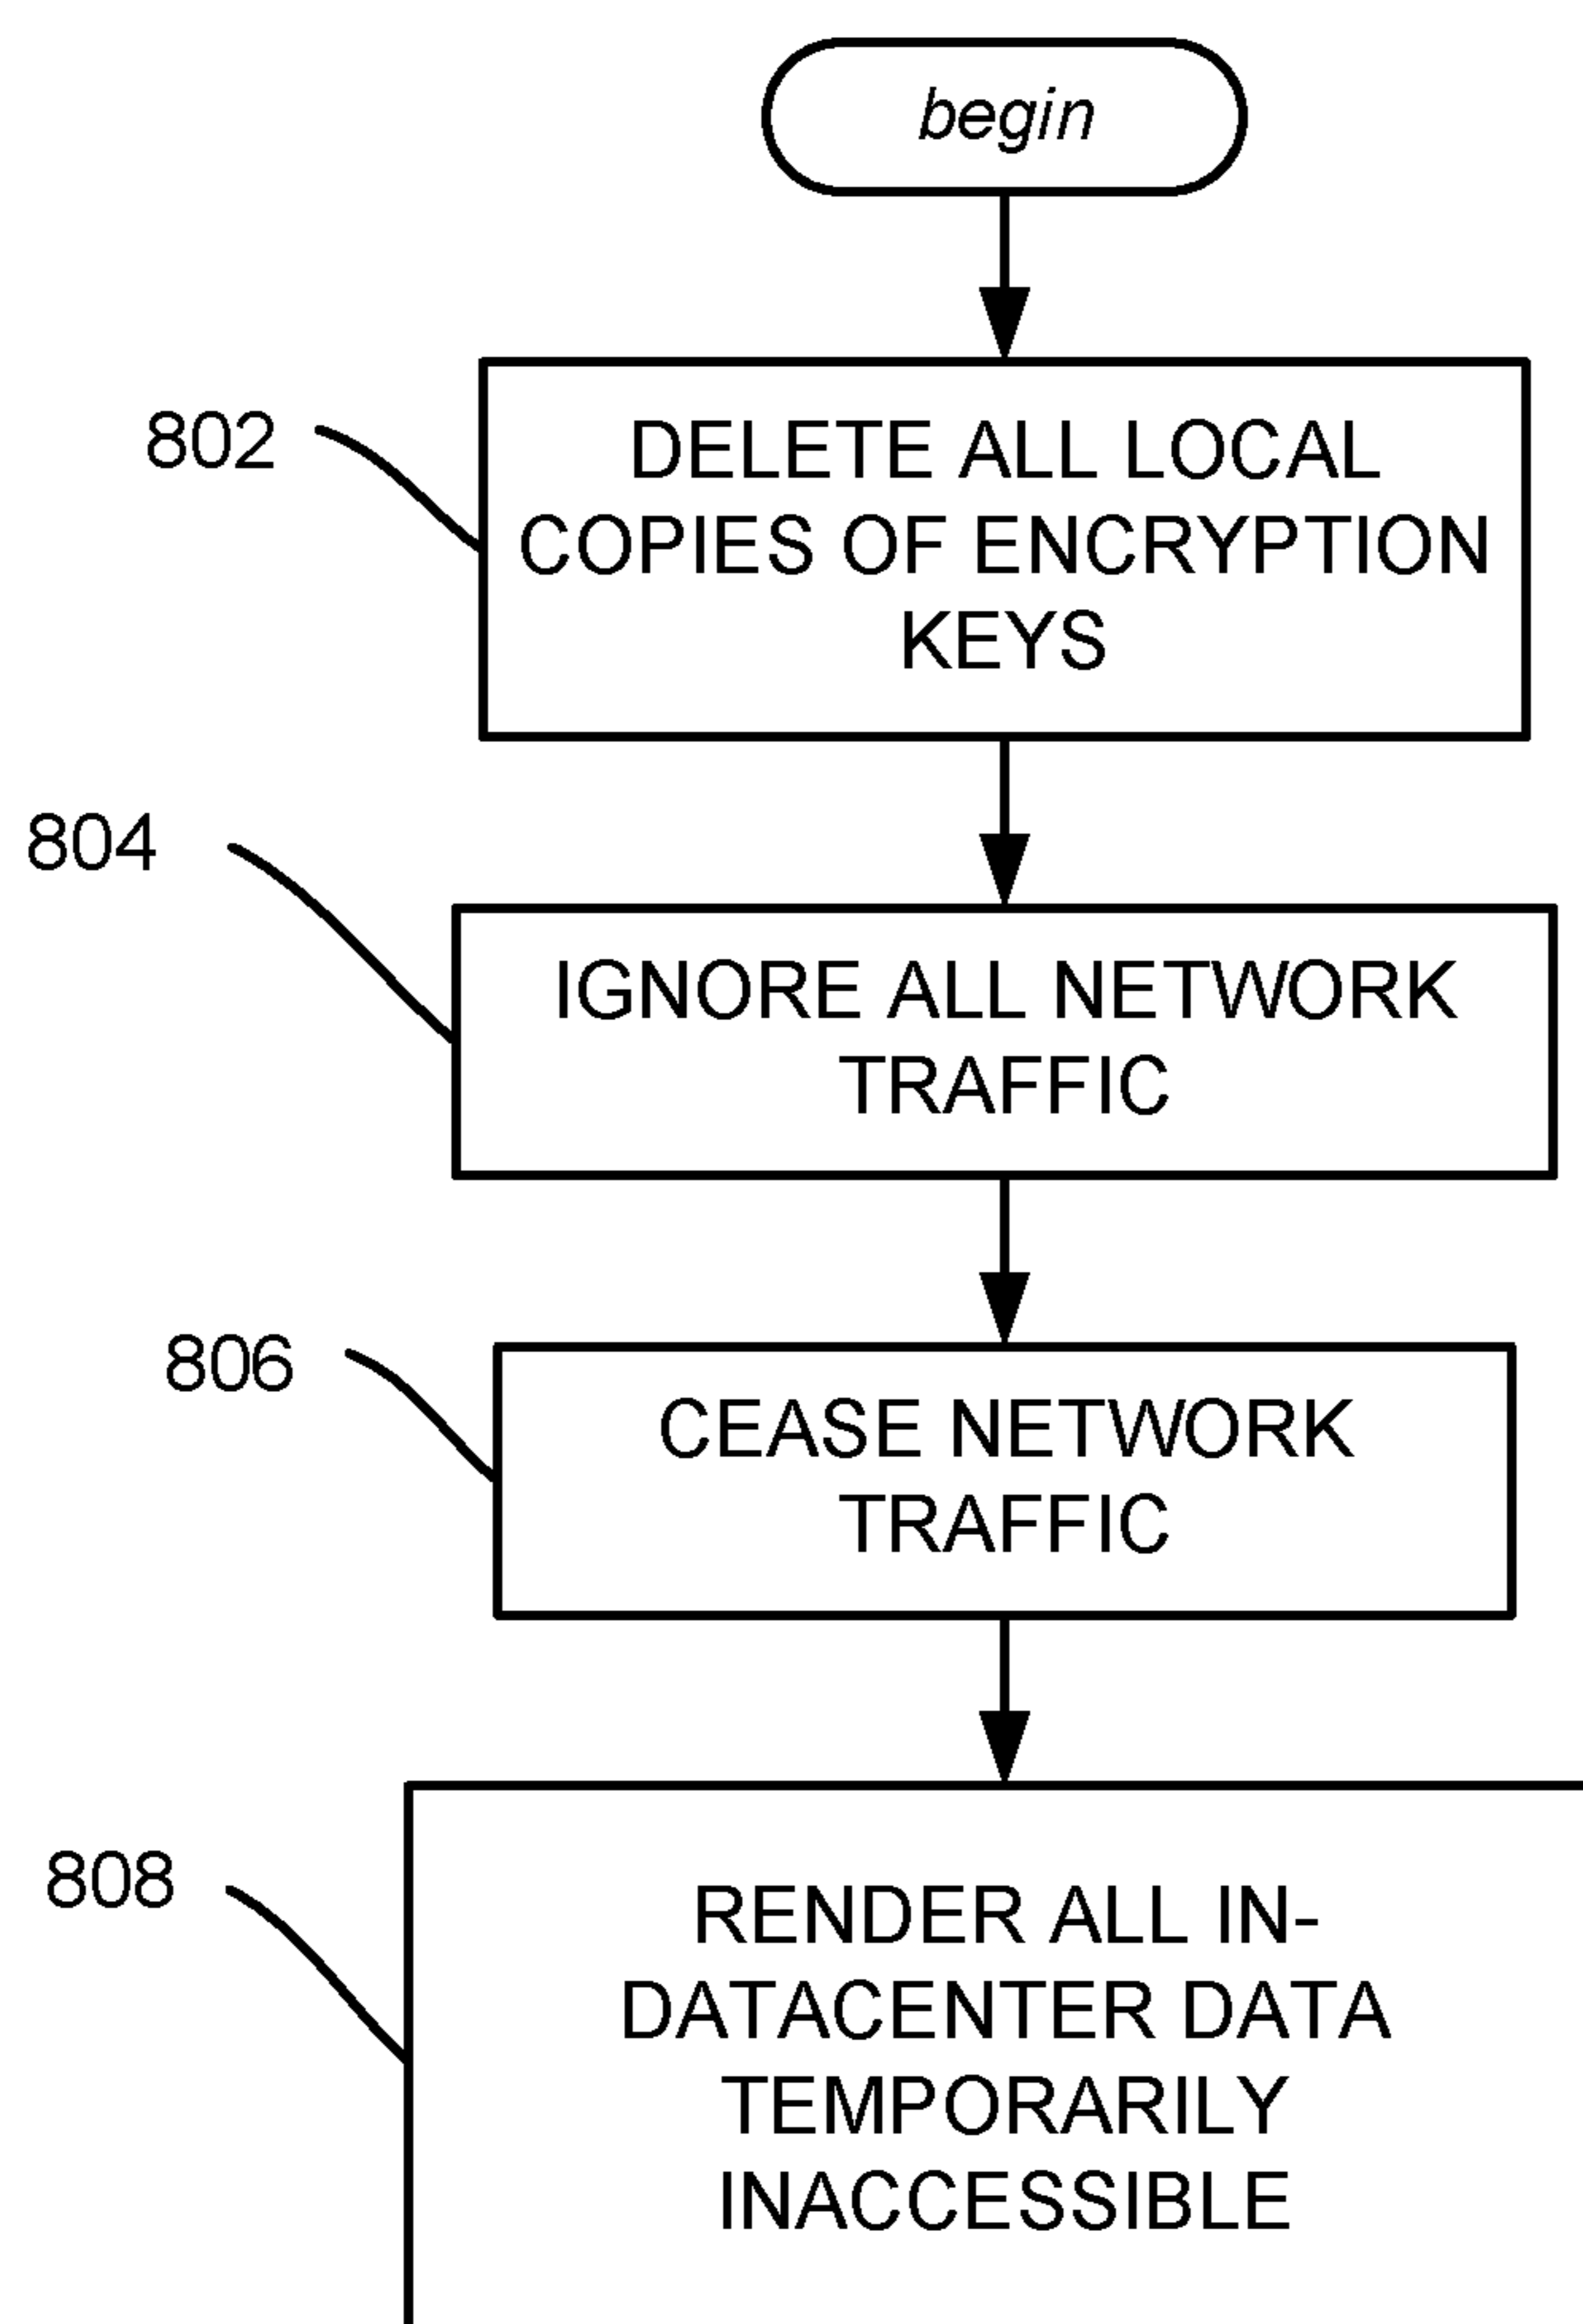 begin
802
DELETE ALL LOCAL
COPIES OF ENCRYPTION
KEYS
804
IGNORE ALL NETWORK
TRAFFIC
806
CEASE NETWORK
TRAFFIC
808
RENDER ALL IN-
DATACENTER DATA
TEMPORARILY
INACCESSIBLE